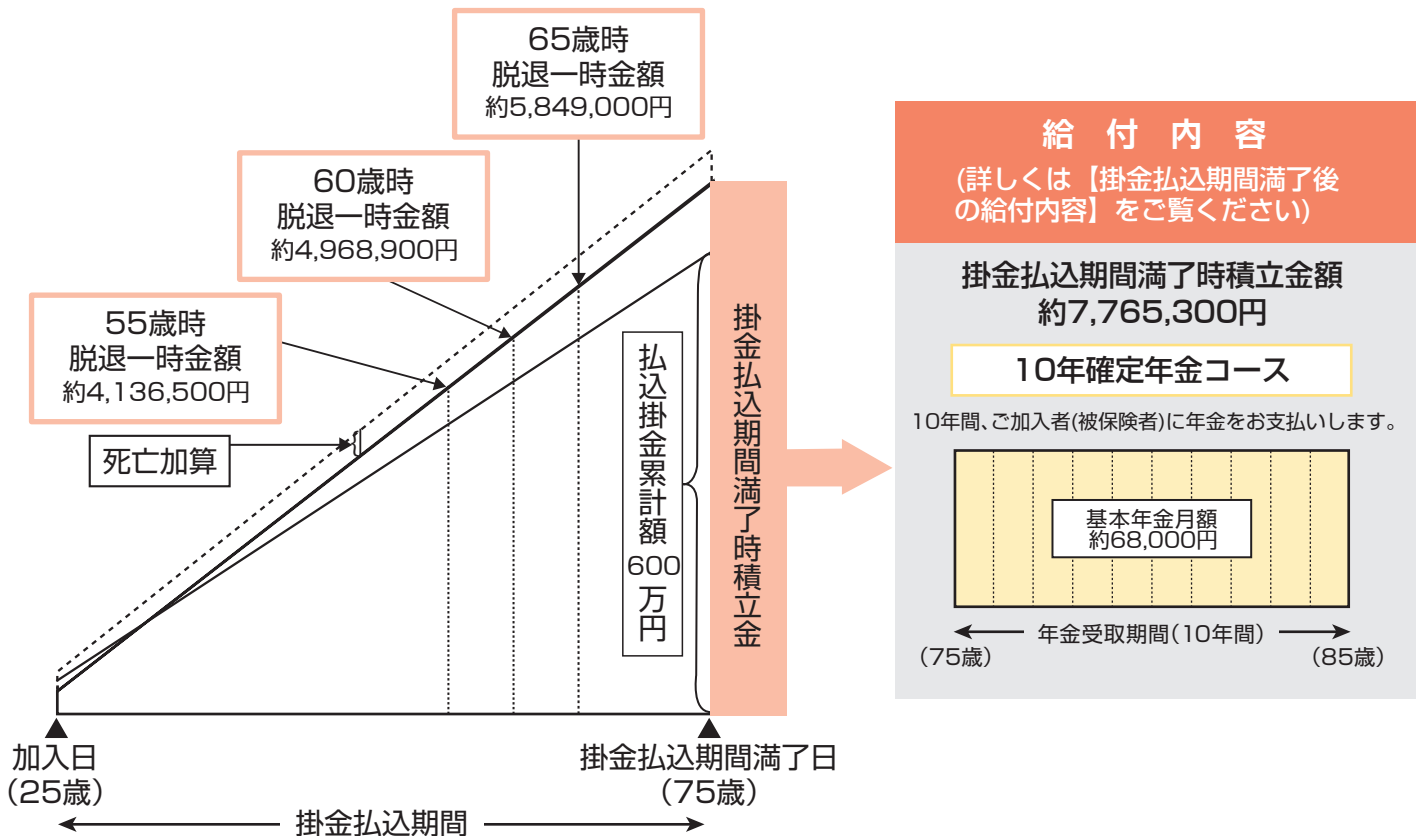 65歳時
脱退一時金額
約5,849,000円
60歳時
脱退一時金額
約4,968,900円
55歳時
脱退一時金額
約4,136,500円
死亡加算
払込掛金累計額600万円
掛金払込期間満了時積立金
加入日
(25歳)
掛金払込期間満了日
(75歳)
掛金払込期間
給付内容
(詳しくは【掛金払込期間満了後
の給付内容】をご覧ください)
掛金払込期間満了時積立金額
約7,765,300円
10年確定年金コース
10年間、ご加入者(被保険者)に年金をお支払いします。
基本年金月額
約68,000円
年金受取期間(10年間)
(75歳)
(85歳)